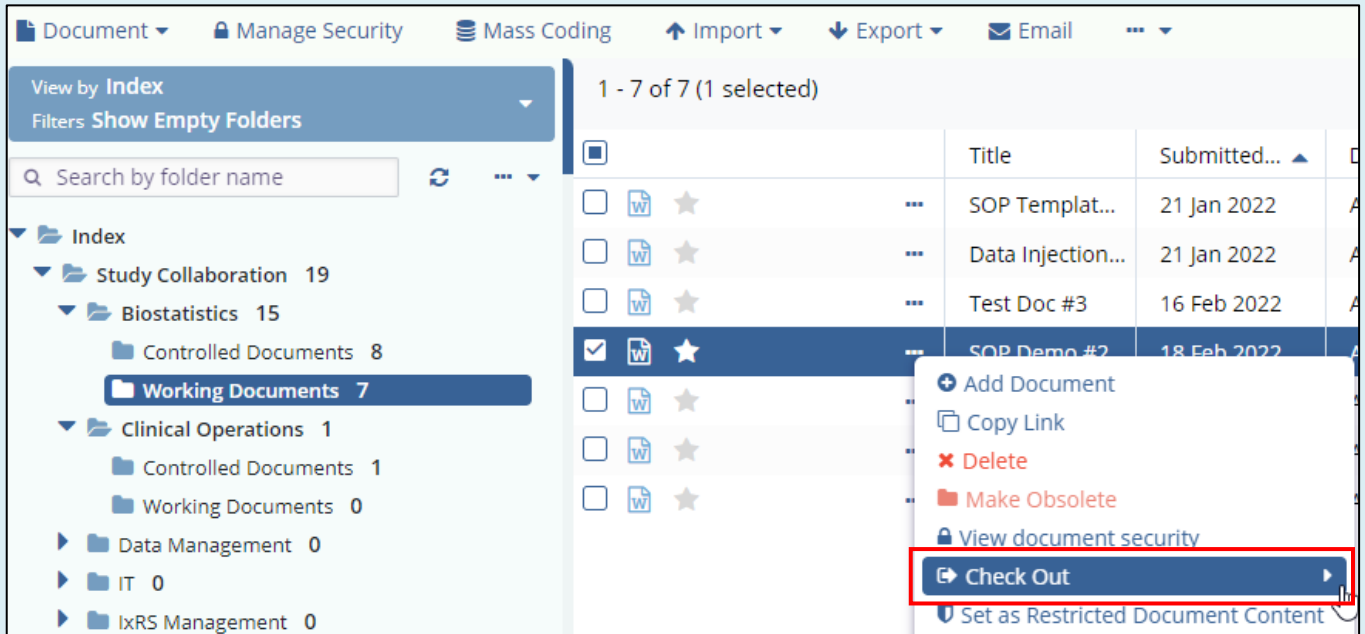 Document Manage Security Mass Coding Import Export Email ...
View by Index
Filters Show Empty Folders
Search by folder name ...
Index
Study Collaboration 19
Biostatistics 15
Controlled Documents 8
Working Documents 7
Clinical Operations 1
Controlled Documents 1
Working Documents 0
Data Management 0
IT 0
IxRS Management 0
1 - 7 of 7 (1 selected)
Title Submitted...
SOP Templat... 21 Jan 2022
Data Injection... 21 Jan 2022
Test Doc #3 16 Feb 2022
SOP Demo #2 18 Feb 2022
Add Document
Copy Link
Delete
Make Obsolete
View document security
Check Out
Set as Restricted Document Content